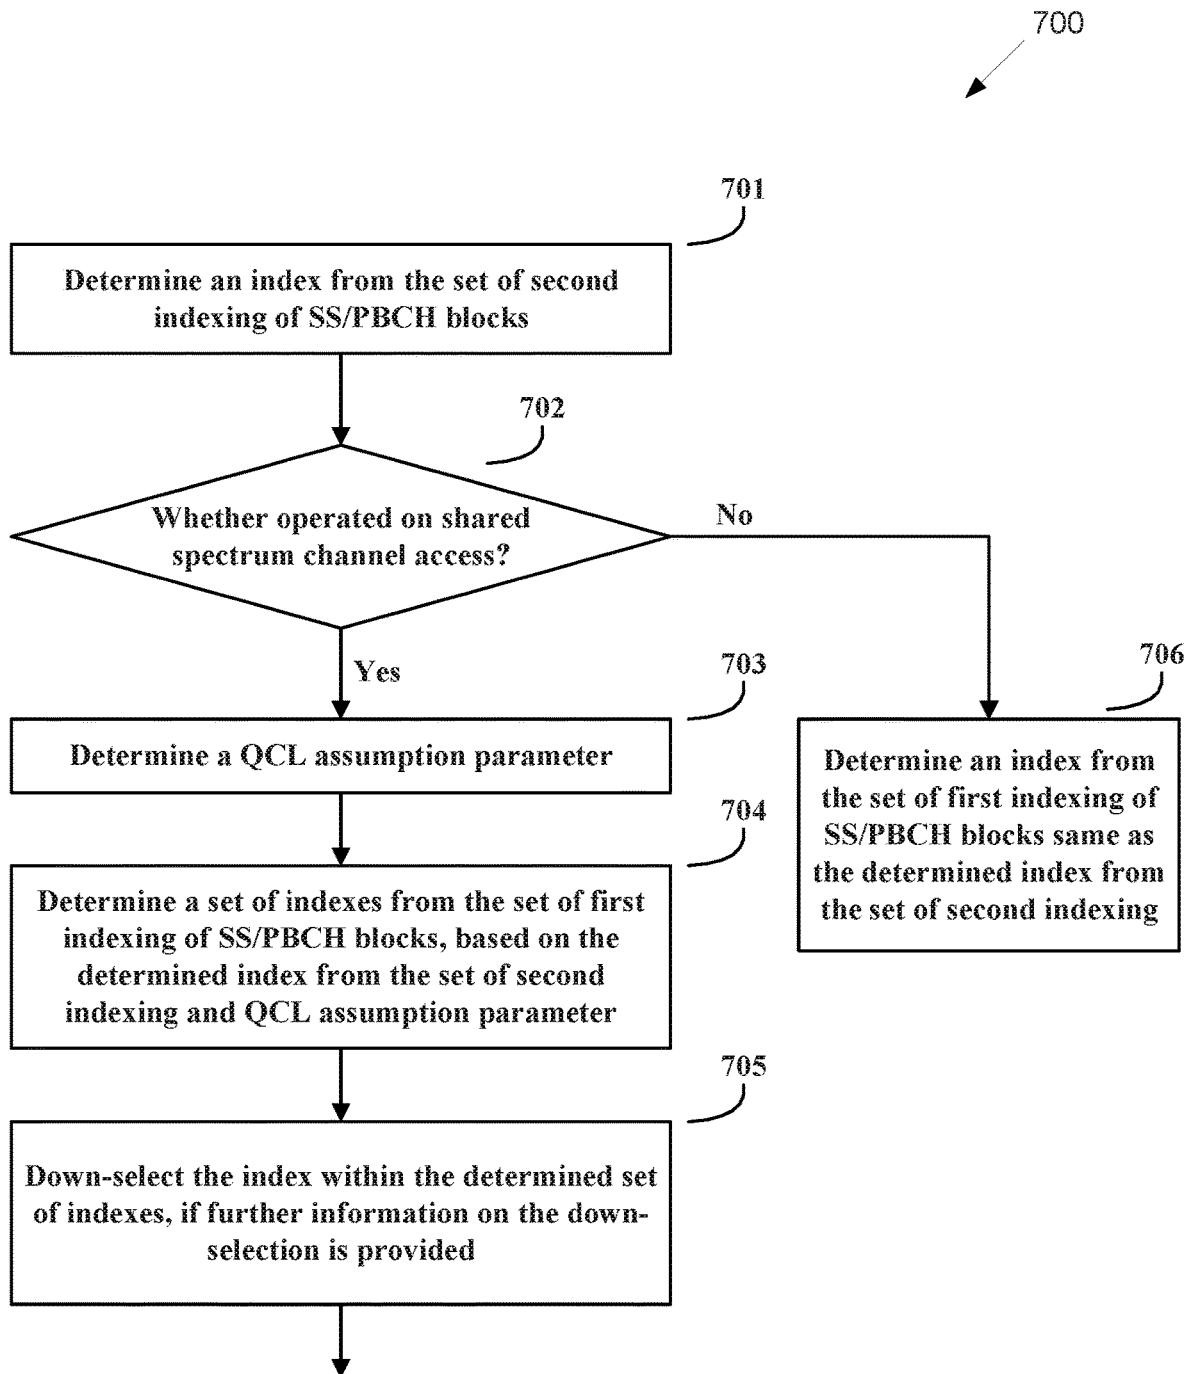 700
701
Determine an index from the set of second
indexing of SS/PBCH blocks
702
Whether operated on shared
spectrum channel access?
No
Yes
703
Determine a QCL assumption parameter
706
Determine an index from
the set of first indexing of
SS/PBCH blocks same as
the determined index from
the set of second indexing
704
Determine a set of indexes from the set of first
indexing of SS/PBCH blocks, based on the
determined index from the set of second
indexing and QCL assumption parameter
705
Down-select the index within the determined set
of indexes, if further information on the down-
selection is provided